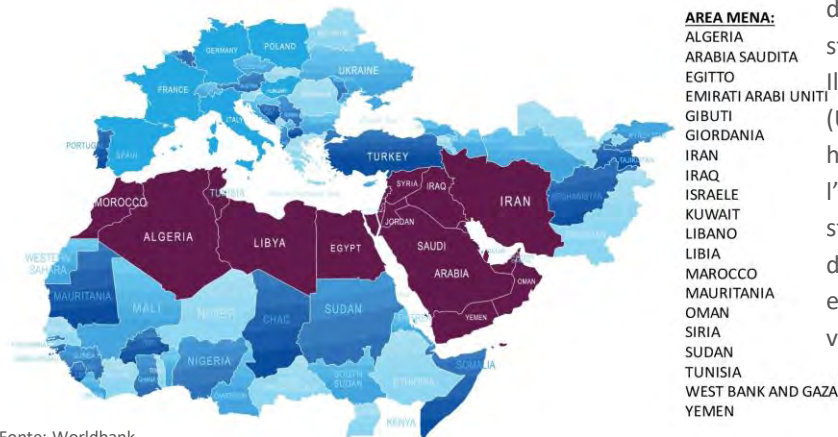 GERMANY
POLAND
UKRAINE
FRANCE
ITALY
PORTUGAL
SPAIN
TURKEY
TUNISIA
MOROCCO
SYRIA
IRAQ
IRAN
AFGHANISTAN
JORDAN
ALGERIA
LIBYA
EGYPT
SAUDI
ARABIA
OMAN
YEMEN
WESTERN
SAHARA
MAURITANIA
MALI
NIGER
CHAC
SUDAN
NIGERIA
SOUTH
SUDAN
ETHIOPIA
SOMALIA
KENYA
Fonte: Worldbank
AREA MENA:
ALGERIA
ARABIA SAUDITA
EGITTO
EMIRATI ARABI UNITI
GIBUTI
GIORDANIA
IRAN
IRAQ
ISRAELE
KUWAIT
LIBANO
LIBIA
MAROCCO
MAURITANIA
OMAN
SIRIA
SUDAN
TUNISIA
WEST BANK AND GAZA
YEMEN
d
s
Il
(U
h
l'
s
d
e
v